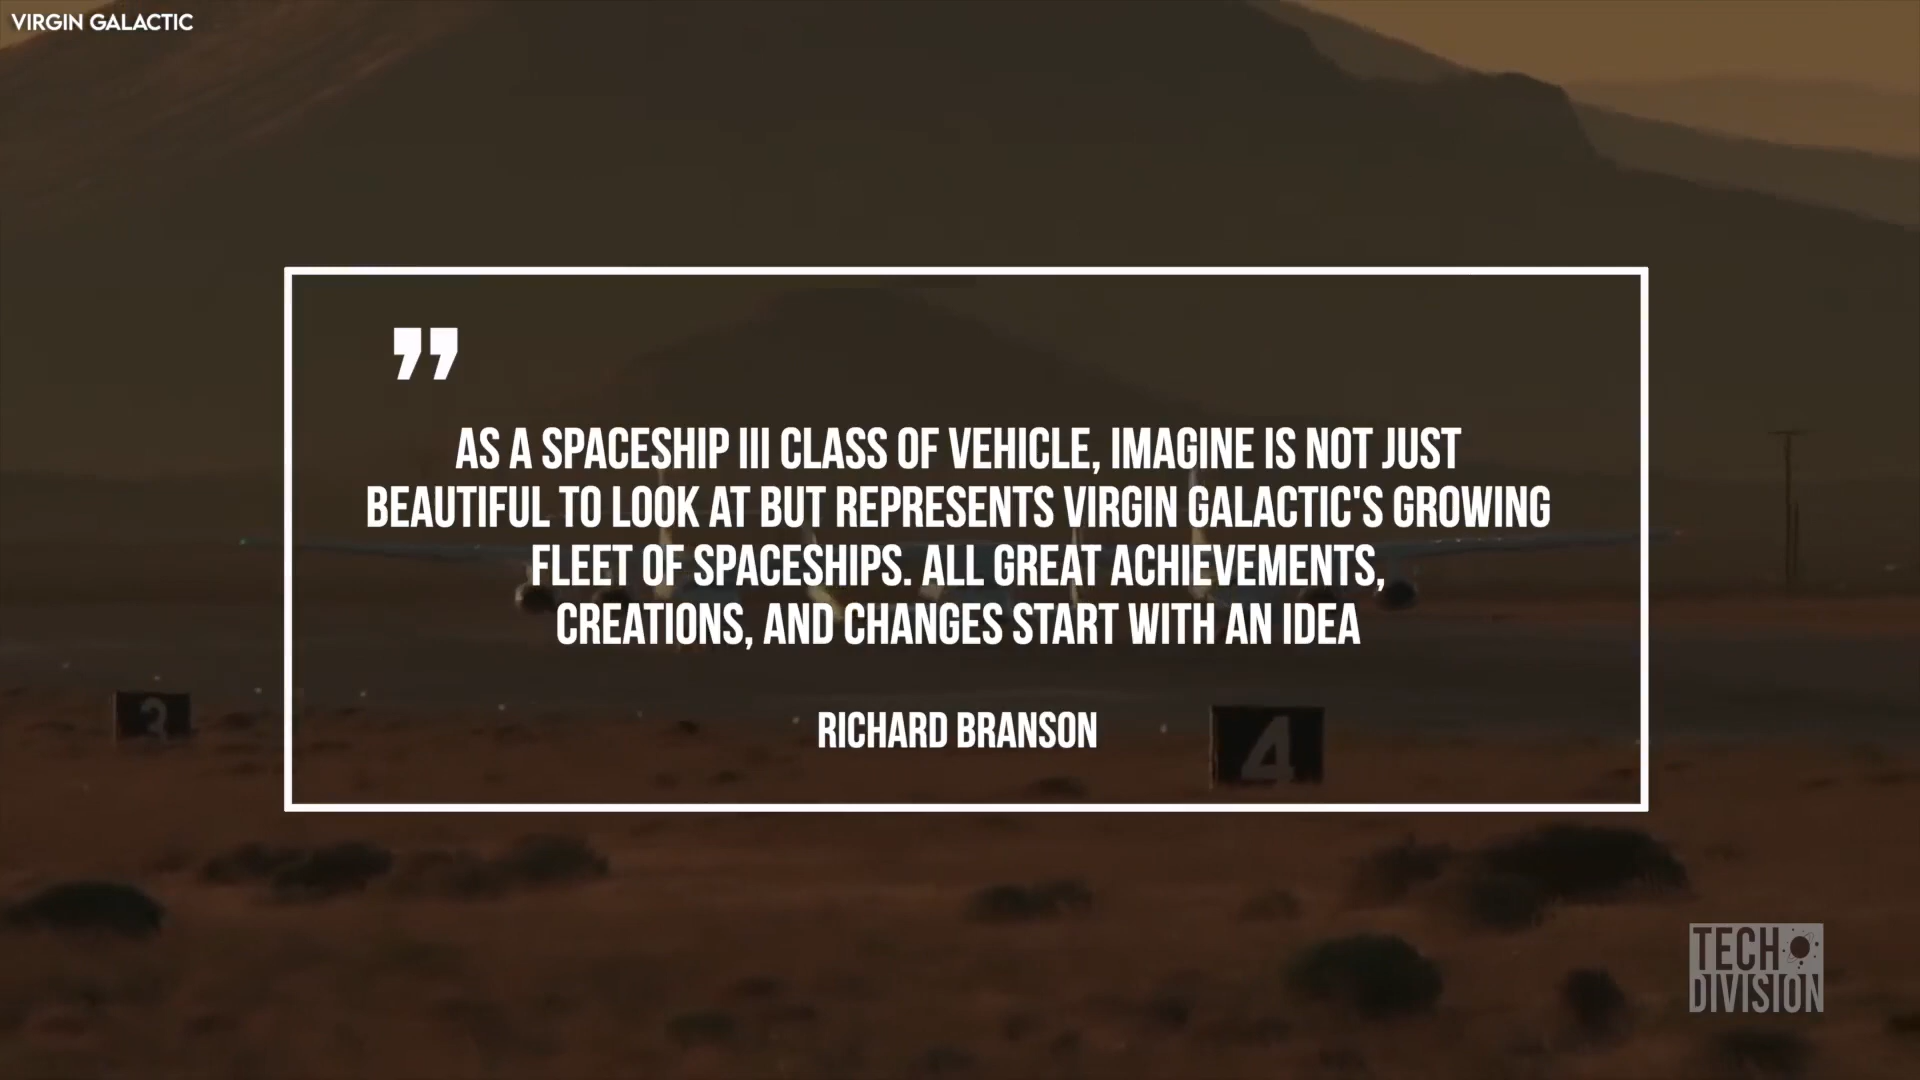 VIRGIN GALACTIC
”
AS A SPACESHIP III CLASS OF VEHICLE, IMAGINE IS NOT JUST
BEAUTIFUL TO LOOK AT BUT REPRESENTS VIRGIN GALACTIC'S GROWING
FLEET OF SPACESHIPS. ALL GREAT ACHIEVEMENTS,
CREATIONS, AND CHANGES START WITH AN IDEA
RICHARD BRANSON
3
4
TECH
DIVISION